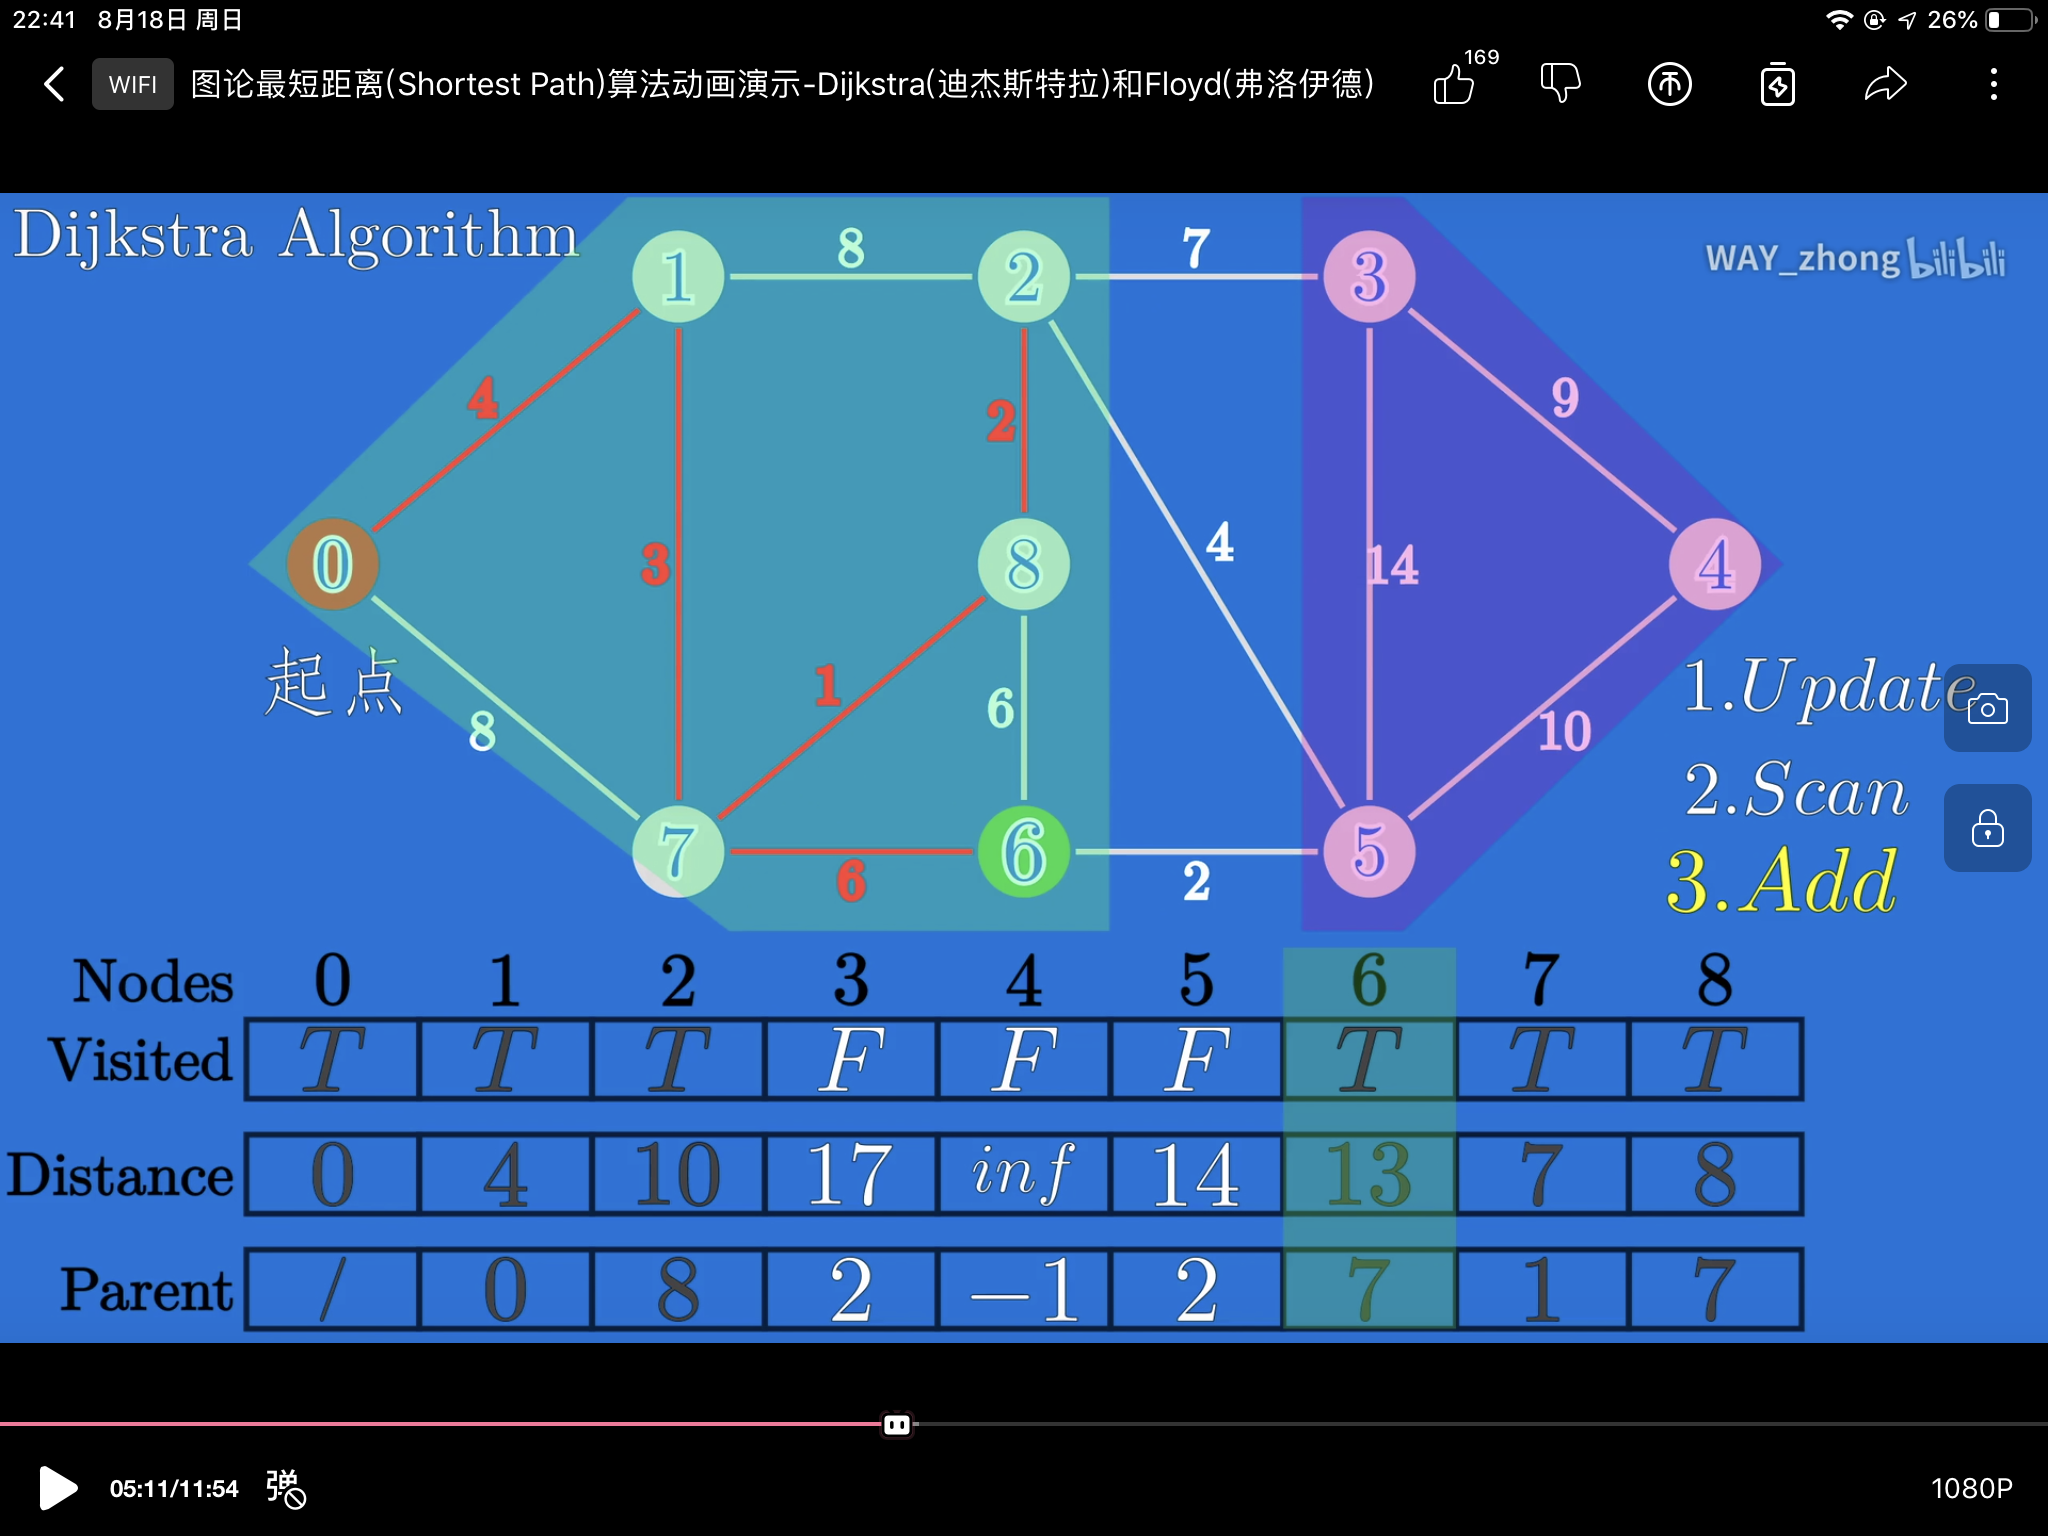 22:41 8月18日 周日 26%
WIFI 图论最短距离(Shortest Path)算法动画演示-Dijkstra(迪杰斯特拉)和Floyd(弗洛伊德) 169
Dijkstra Algorithm
WAY_zhong bilibili
1 8 2 7 3
4 2 9
0 3 8 4 14 4
起点
8 1 6 10
7 6 6 2 5
1.Update
2.Scan
3.Add
Nodes 0 1 2 3 4 5 6 7 8
Visited T T T F F F T T T
Distance 0 4 10 17 inf 14 13 7 8
Parent / 0 8 2 −1 2 7 1 7
05:11/11:54 弹 1080P